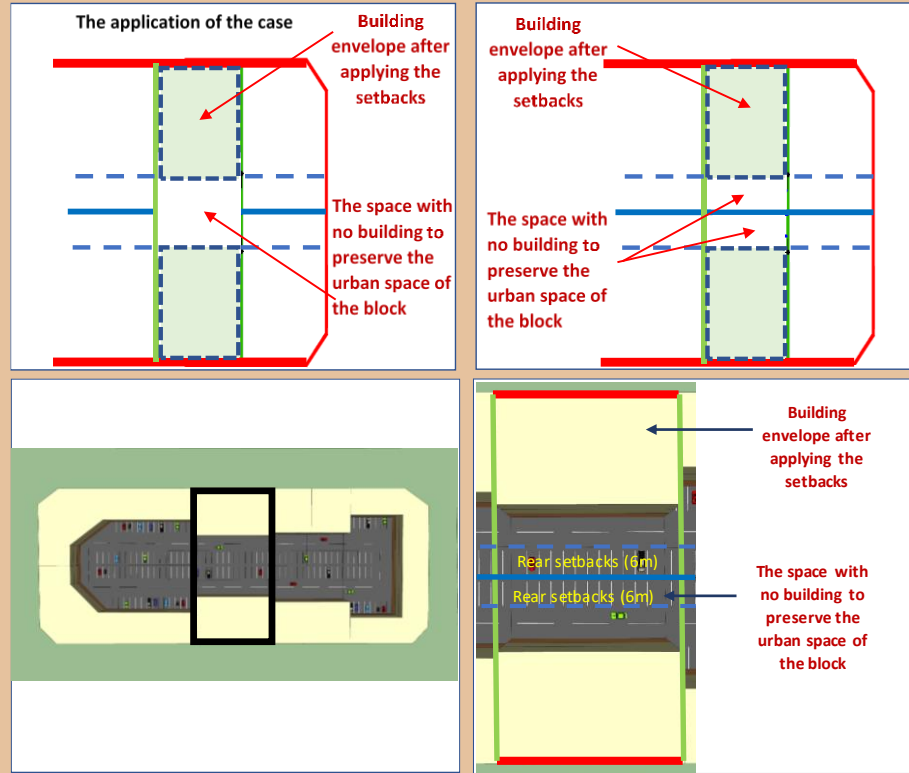 The application of the case
Building
envelope after
applying the
setbacks
The space with
no building to
preserve the
urban space of
the block
Building
envelope after
applying the
setbacks
The space with
no building to
preserve the
urban space of
the block
Rear setbacks (6m)
Rear setbacks (6m)
Building
envelope after
applying the
setbacks
The space with
no building to
preserve the
urban space of
the block